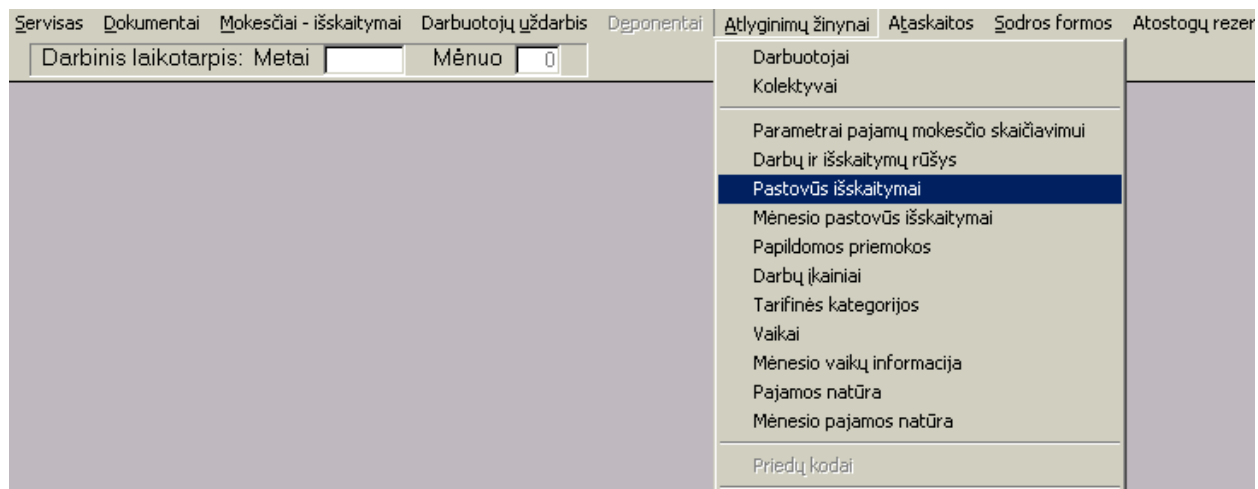 Servisas Dokumentai Mokesčiai - išskaitymai Darbuotojų uždarbis Deponentai Atlyginimų žinynai Ataskaitos Sodros formos Atostogų rezer
Darbinis laikotarpis: Metai Mėnuo 0
Darbuotojai
Kolektyvai
Parametrai pajamų mokesčio skaičiavimui
Darbų ir išskaitymų rūšys
Pastovūs išskaitymai
Mėnesio pastovūs išskaitymai
Papildomos priemokos
Darbų įkainiai
Tarifinės kategorijos
Vaikai
Mėnesio vaikų informacija
Pajamos natūra
Mėnesio pajamos natūra
Priedų kodai